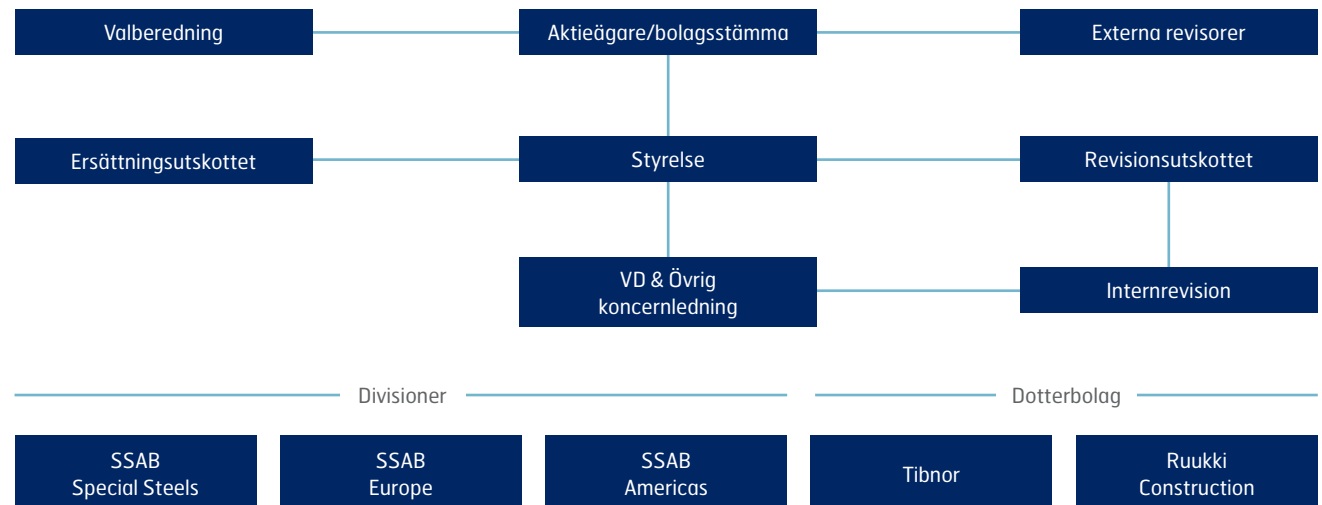 Valberedning
Aktieägare/bolagsstämma
Externa revisorer
Ersättningsutskottet
Styrelse
Revisionsutskottet
VD & Övrig
koncernledning
Internrevision
Divisioner
Dotterbolag
SSAB
Special Steels
SSAB
Europe
SSAB
Americas
Tibnor
Ruukki
Construction